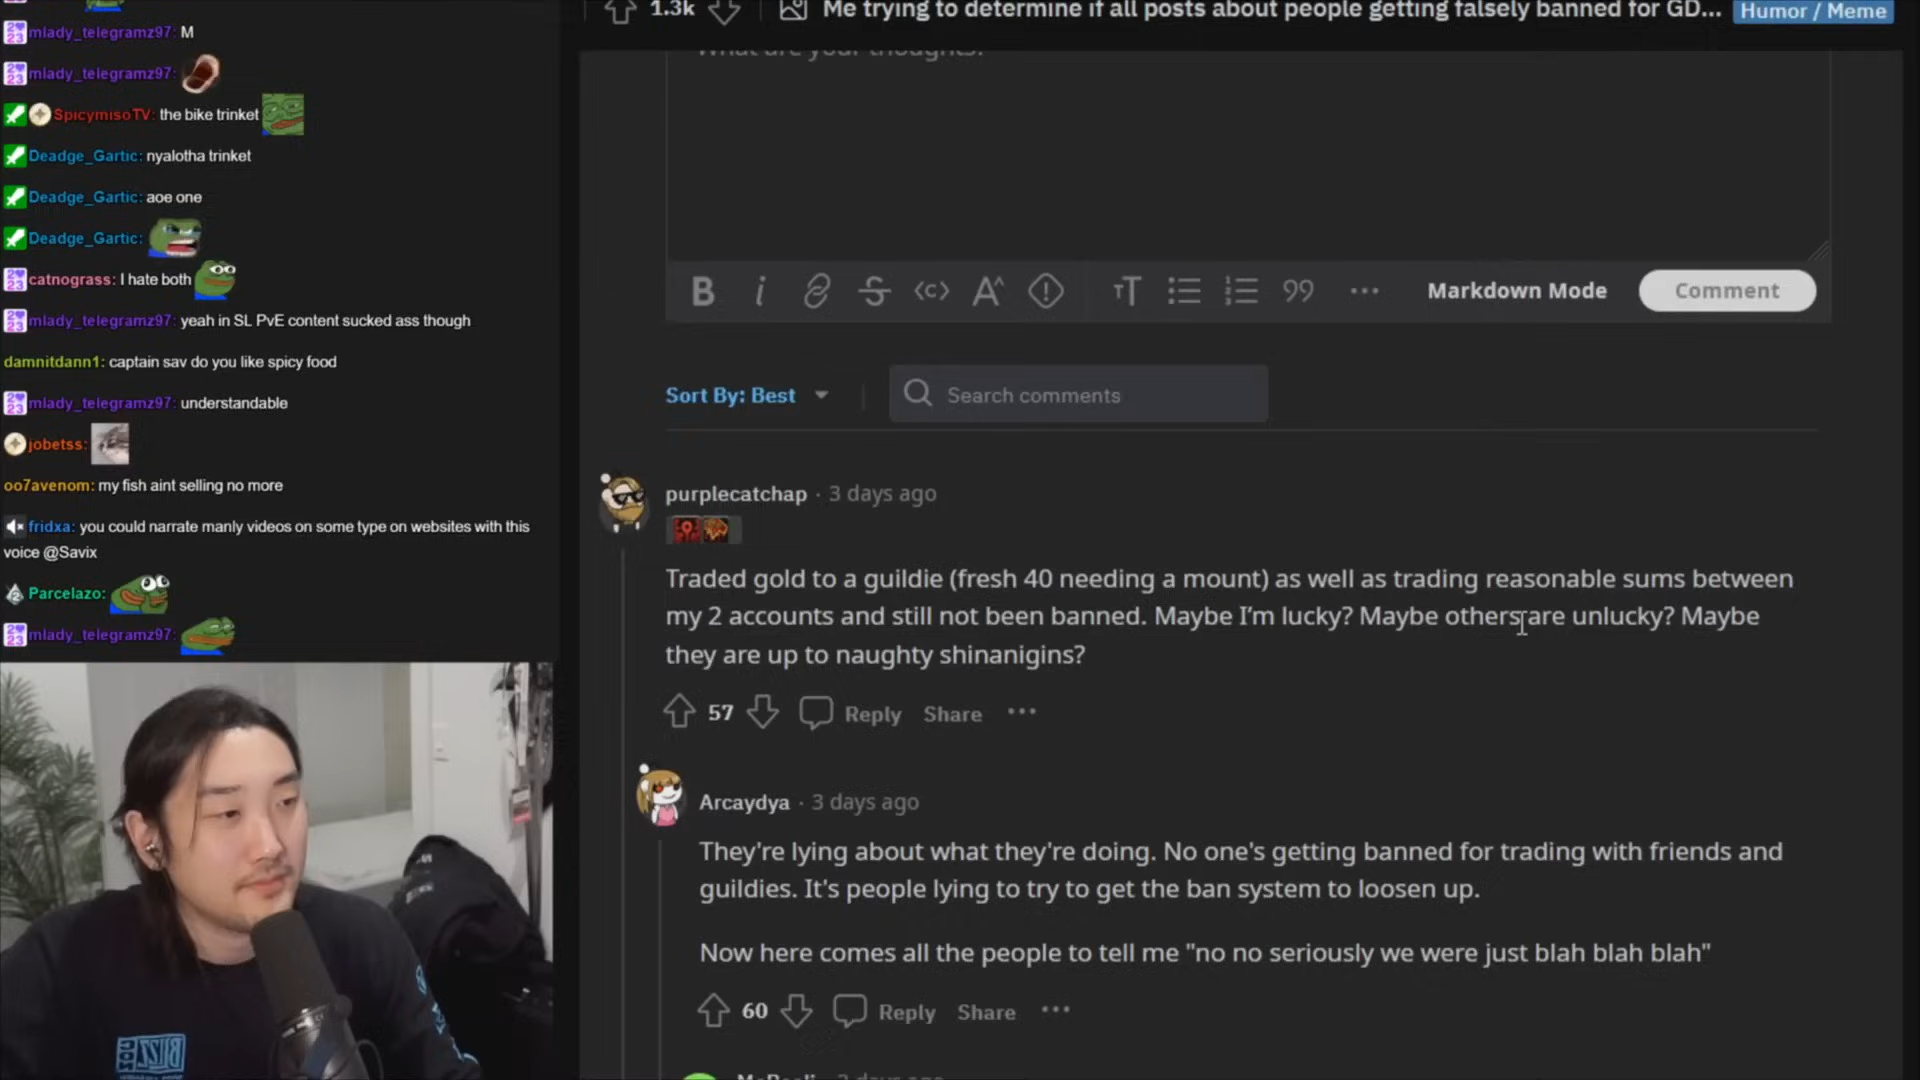 mlady_telegramz97: M
mlady_telegramz97:
SpicymisoTV: the bike trinket
Deadge_Gartic: nyalotha trinket
Deadge_Gartic: aoe one
Deadge_Gartic:
catnograss: I hate both
mlady_telegramz97: yeah in SL PvE content sucked ass though
damnitdann1: captain sav do you like spicy food
mlady_telegramz97: understandable
jobetss:
oo7avenom: my fish aint selling no more
fridxa: you could narrate manly videos on some type on websites with this
voice @Savix
Parcelazo:
mlady_telegramz97:
1.3k
Me trying to determine if all posts about people getting falsely banned for GD...
Humor / Meme
What are your thoughts?
Markdown Mode
Comment
Sort By: Best
Search comments
purplecatchap · 3 days ago
Traded gold to a guildie (fresh 40 needing a mount) as well as trading reasonable sums between
my 2 accounts and still not been banned. Maybe I'm lucky? Maybe others are unlucky? Maybe
they are up to naughty shinanigins?
57
Reply
Share
Arcaydya · 3 days ago
They're lying about what they're doing. No one's getting banned for trading with friends and
guildies. It's people lying to try to get the ban system to loosen up.
Now here comes all the people to tell me "no no seriously we were just blah blah blah"
60
Reply
Share
3 days ago